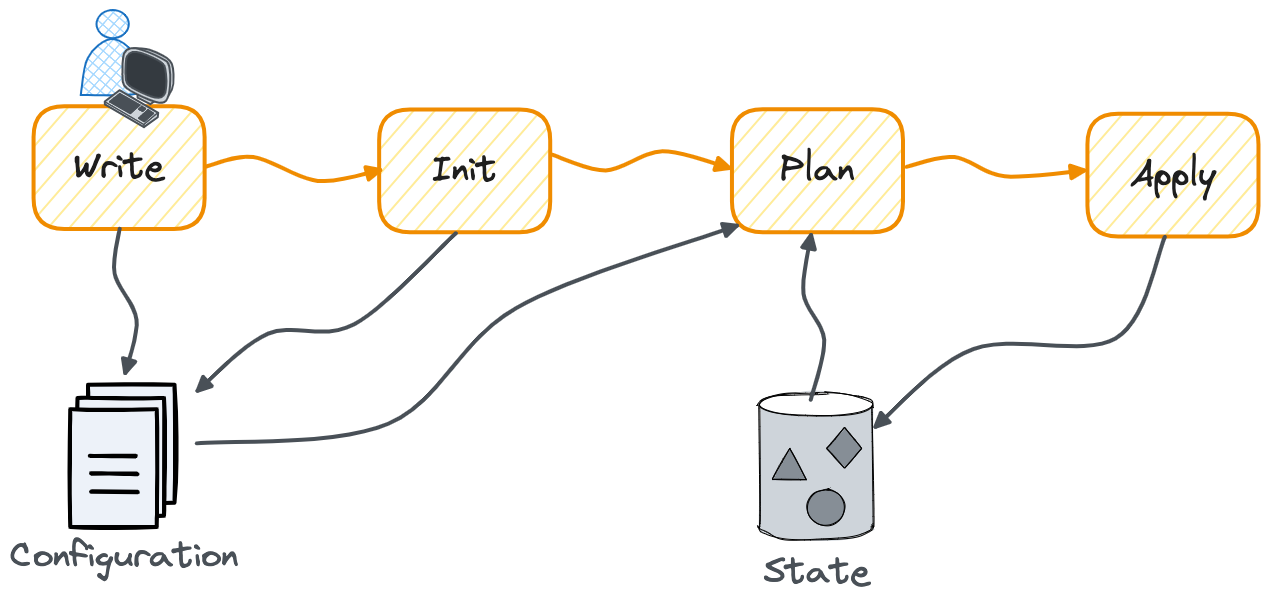 Write
Init
Plan
Apply
Configuration
State